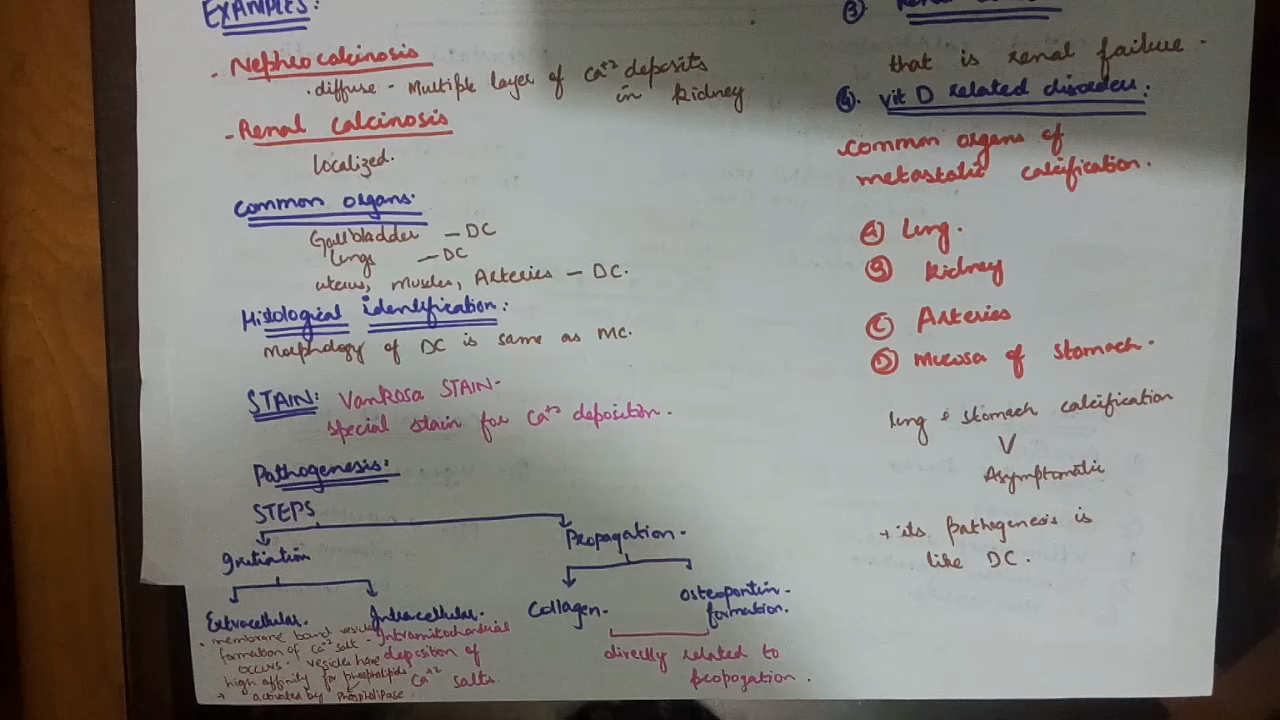 EXAMPLES:
. Nephrocalcinosis
. diffuse - Multiple layer of Ca+2 deposits
in kidney
- Renal calcinosis
localized.
Common organs.
Gallbladder - DC
lungs - DC
uterus, Muscles, Arteries - DC.
Histological identification:
Morphology of DC is same as MC.
STAIN: VanKosa STAIN-
special stain for Ca+2 deposition.
Pathogenesis:
STEPS
Initiation
Propagation.
Extracellular.
Intracellular.
Collagen.
Osteopontin-
formation.
. membrane bound vesicle
formation of Ca+2 salt
occurs. vesicles have
high affinity for phospholipids
→ activated by Phospholipase.
- Intramitochondrial
deposition of
Ca+2 salts.
directly related to
propogation.
③
that is renal failure.
④. vit D related disorders:
common organs of
metastatic calcification.
Ⓐ lung.
Ⓑ kidney
Ⓒ Arteries
Ⓓ Mucosa of stomach.
lung & stomach calcification
Asymptomatic
→ its pathogenesis is
like DC.